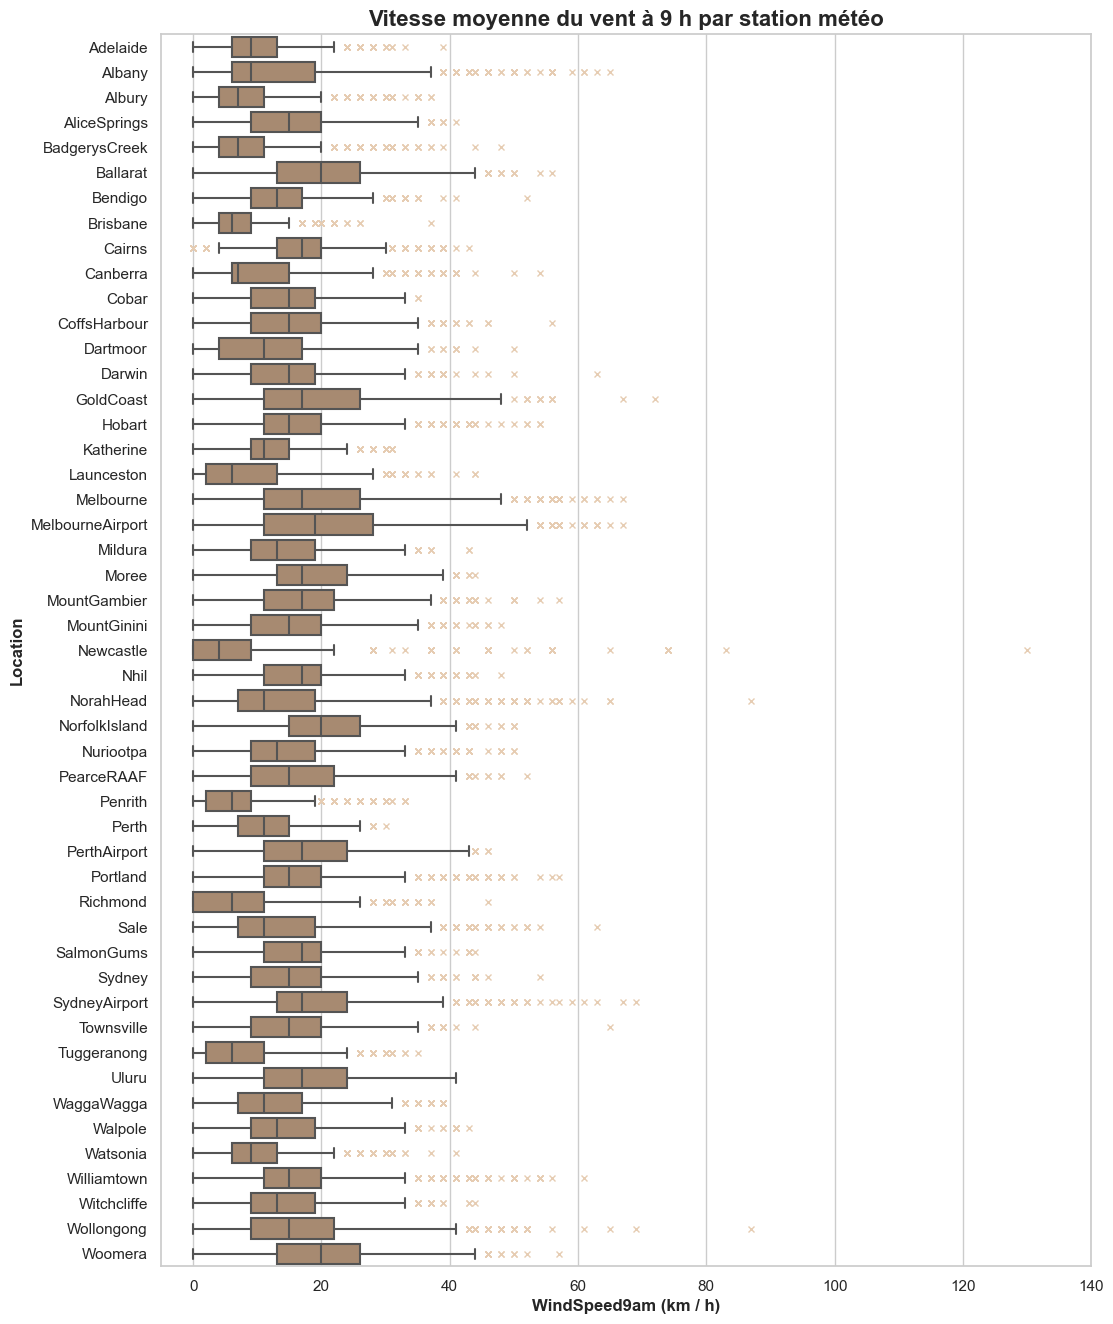 Vitesse moyenne du vent à 9 h par station météo
Location
Adelaide
Albany
Albury
AliceSprings
BadgerysCreek
Ballarat
Bendigo
Brisbane
Cairns
Canberra
Cobar
CoffsHarbour
Dartmoor
Darwin
GoldCoast
Hobart
Katherine
Launceston
Melbourne
MelbourneAirport
Mildura
Moree
MountGambier
MountGinini
Newcastle
Nhil
NorahHead
NorfolkIsland
Nuriootpa
PearceRAAF
Penrith
Perth
PerthAirport
Portland
Richmond
Sale
SalmonGums
Sydney
SydneyAirport
Townsville
Tuggeranong
Uluru
WaggaWagga
Walpole
Watsonia
Williamtown
Witchcliffe
Wollongong
Woomera
0 20 40 60 80 100 120 140
WindSpeed9am (km / h)